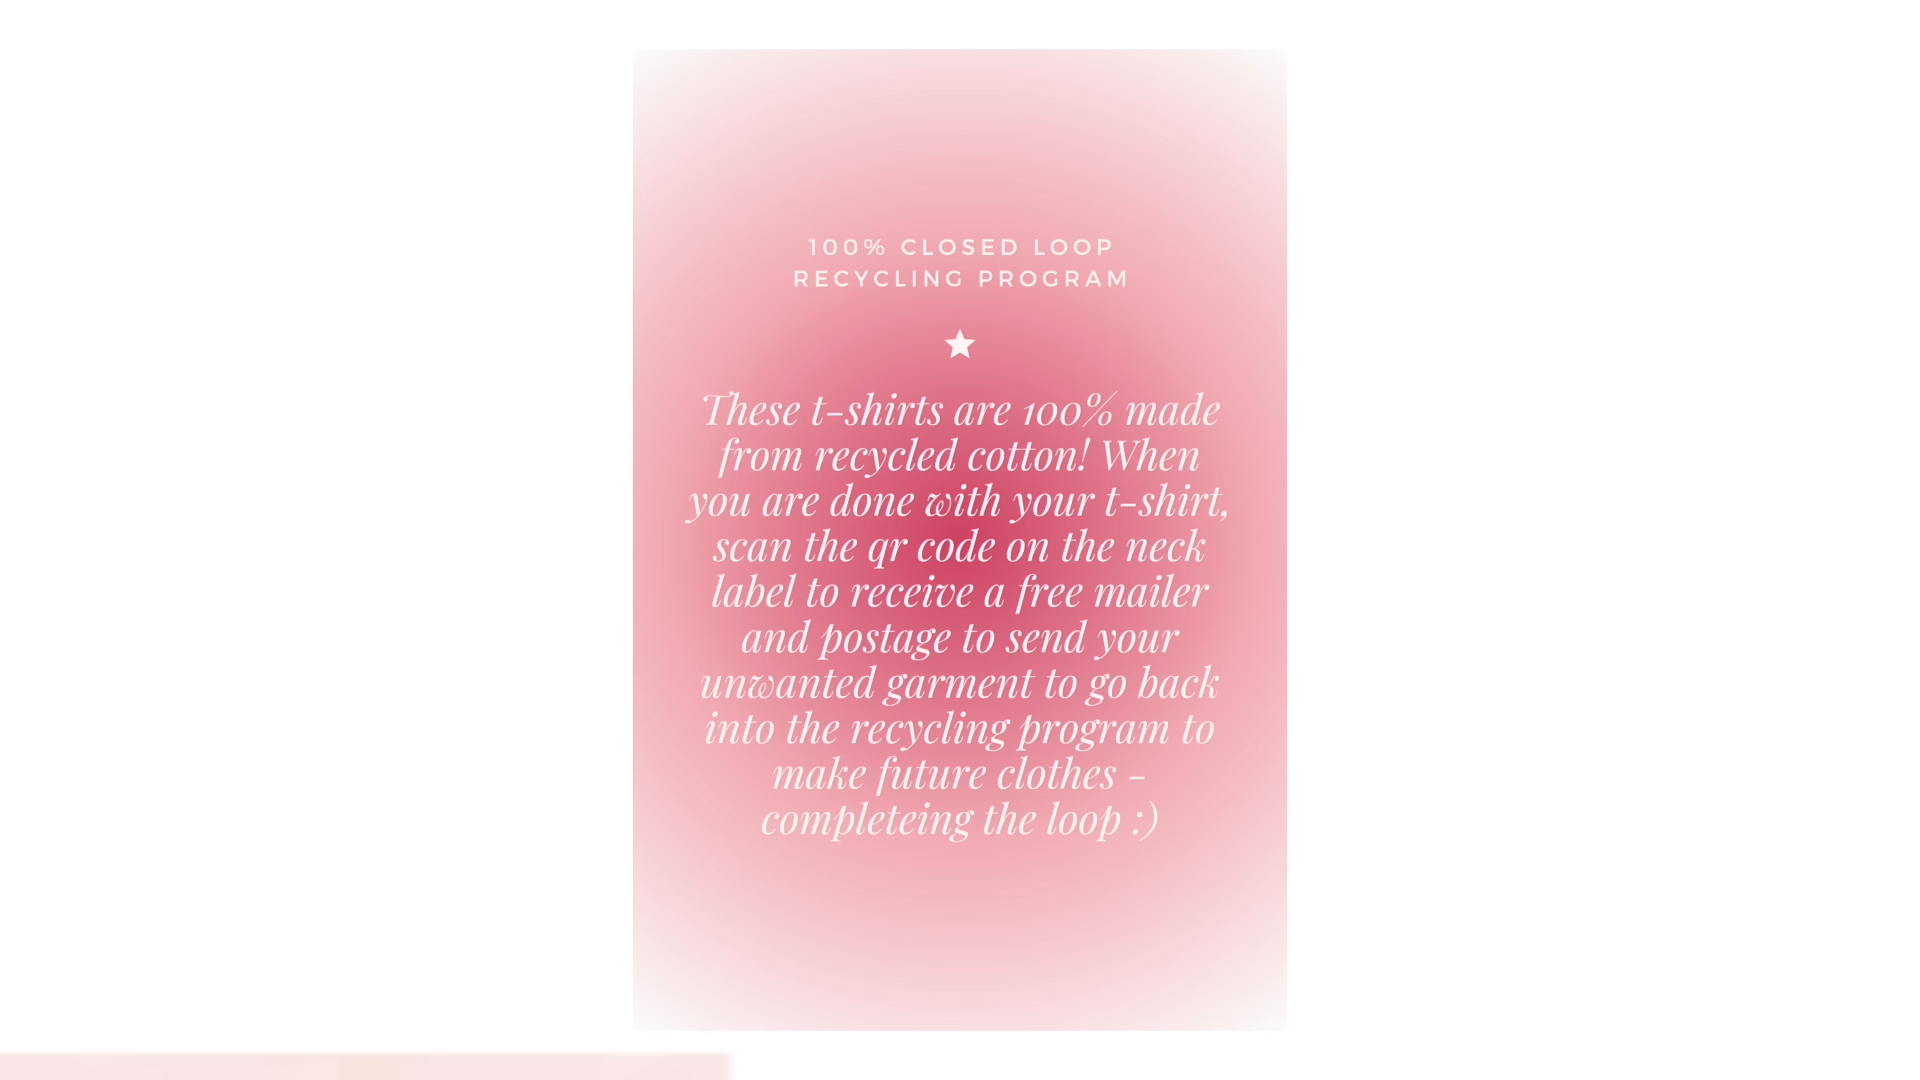 100% CLOSED LOOP
RECYCLING PROGRAM
These t-shirts are 100% made
from recycled cotton! When
you are done with your t-shirt,
scan the qr code on the neck
label to receive a free mailer
and postage to send your
unwanted garment to go back
into the recycling program to
make future clothes -
completeing the loop :)